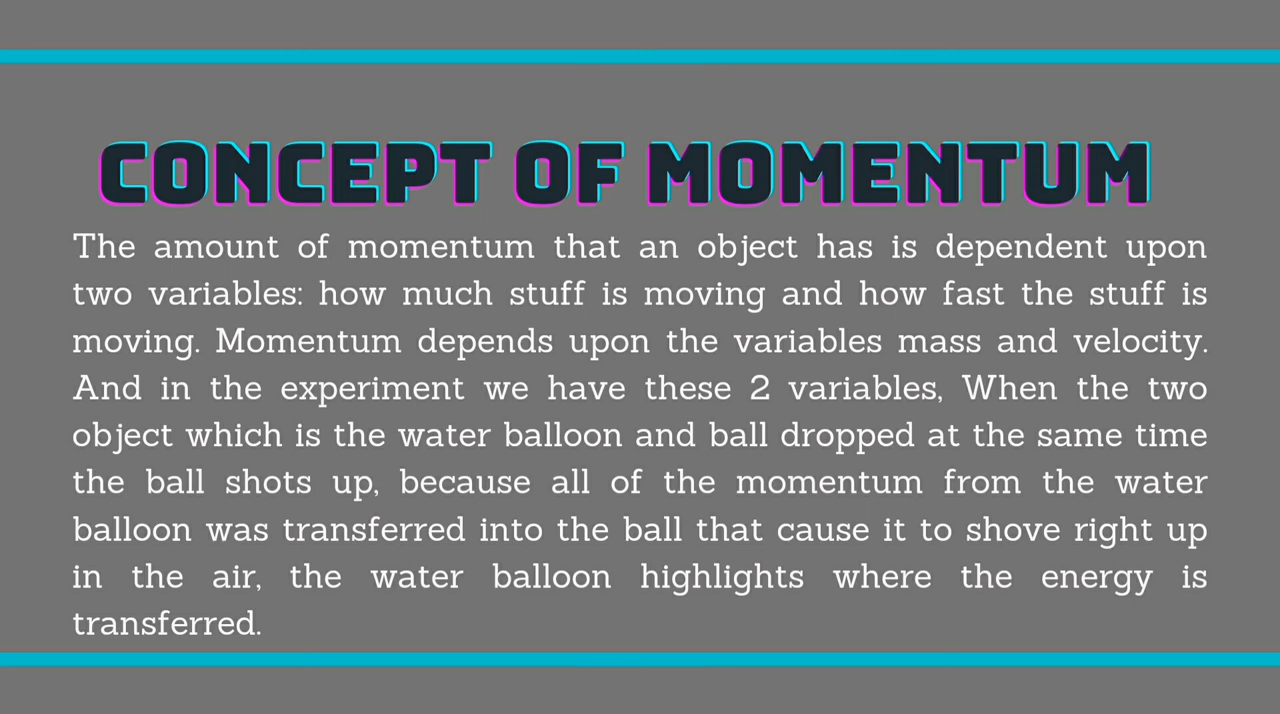 CONCEPT OF MOMENTUM
The amount of momentum that an object has is dependent upon
two variables: how much stuff is moving and how fast the stuff is
moving. Momentum depends upon the variables mass and velocity.
And in the experiment we have these 2 variables, When the two
object which is the water balloon and ball dropped at the same time
the ball shots up, because all of the momentum from the water
balloon was transferred into the ball that cause it to shove right up
in the air, the water balloon highlights where the energy is
transferred.